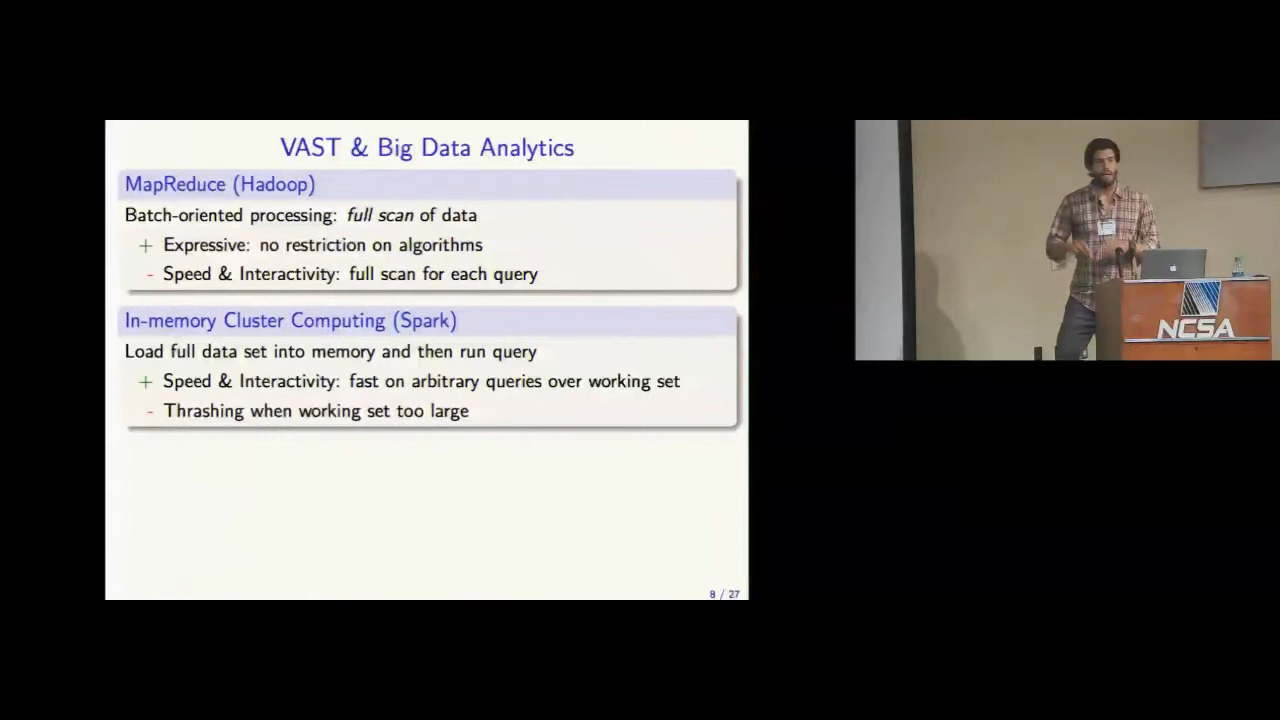 VAST & Big Data Analytics
MapReduce (Hadoop)
Batch-oriented processing: full scan of data
+ Expressive: no restriction on algorithms
- Speed & Interactivity: full scan for each query
In-memory Cluster Computing (Spark)
Load full data set into memory and then run query
+ Speed & Interactivity: fast on arbitrary queries over working set
- Thrashing when working set too large
8 / 27
NCSA